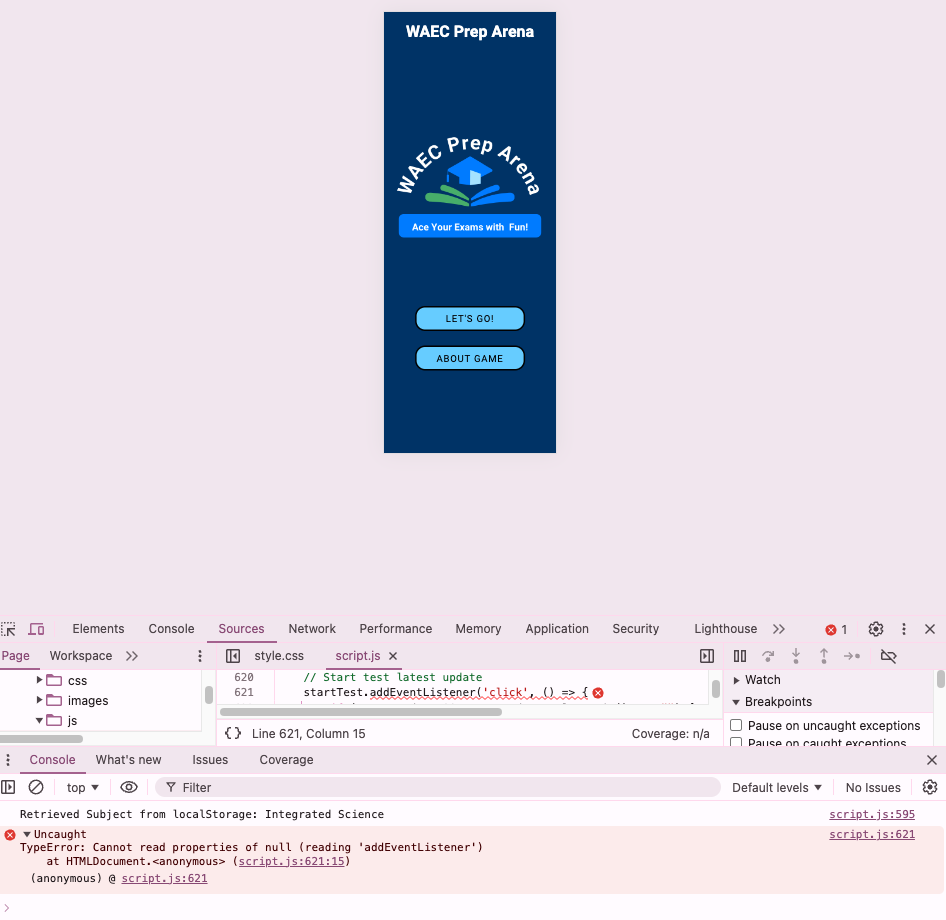 WAEC Prep Arena
WAEC Prep Arena
Ace Your Exams with Fun!
LET'S GO!
ABOUT GAME
Elements Console Sources Network Performance Memory Application Security Lighthouse 1
Page Workspace style.css script.js
css
images
js
620 // Start test latest update
621 startTest.addEventListener('click', () => {
{ } Line 621, Column 15 Coverage: n/a
Watch
Breakpoints
Pause on uncaught exceptions
Pause on caught exceptions
Console What's new Issues Coverage
top Filter Default levels No Issues
Retrieved Subject from localStorage: Integrated Science script.js:595
Uncaught script.js:621
TypeError: Cannot read properties of null (reading 'addEventListener')
at HTMLDocument.<anonymous> (script.js:621:15)
(anonymous) @ script.js:621